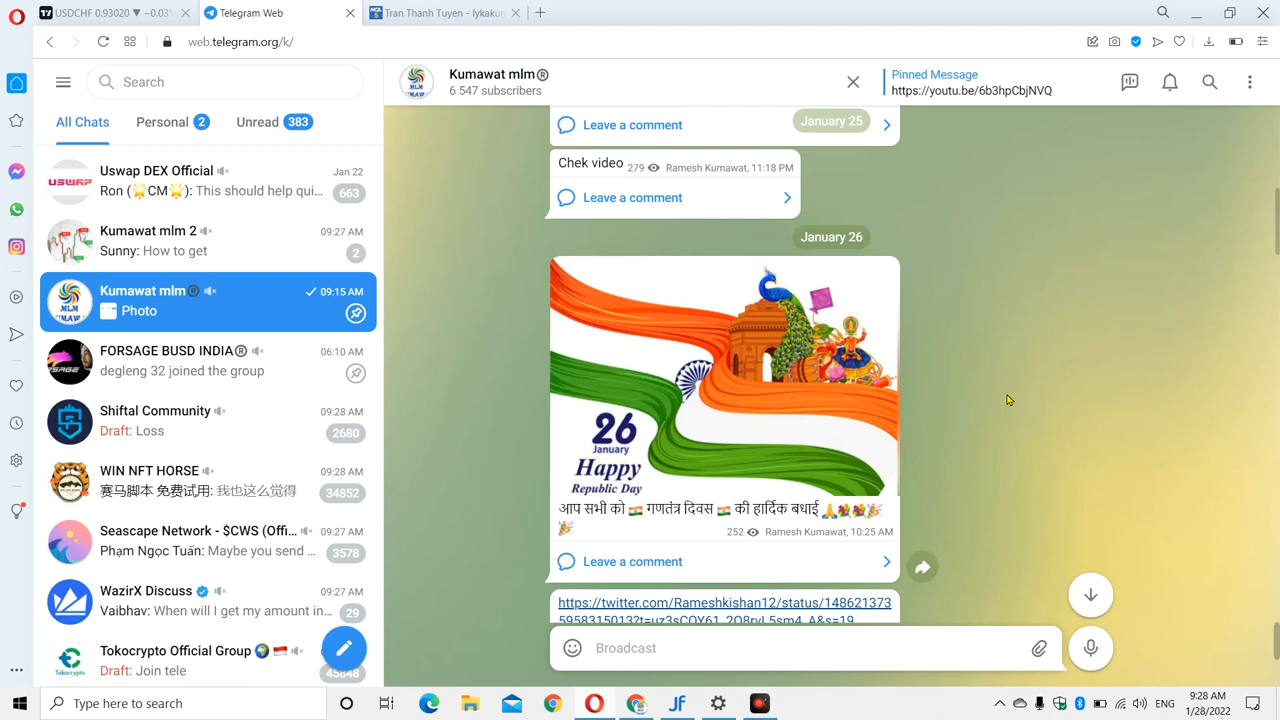 USDCHF 0.93020 ▼ −0.03%
Telegram Web
Tran Thanh Tuyen - lykakun
web.telegram.org/k/
Search
All Chats
Personal 2
Unread 383
Uswap DEX Official
Jan 22
Ron (🌟CM🌟): This should help qui...
663
Kumawat mlm 2
09:27 AM
Sunny: How to get
2
Kumawat mlm®
09:15 AM
Photo
FORSAGE BUSD INDIA®
06:10 AM
degleng 32 joined the group
Shiftal Community
09:28 AM
Draft: Loss
2680
WIN NFT HORSE
09:28 AM
赛马脚本 免费试用: 我也这么觉得
34852
Seascape Network - $CWS (Offi...
09:27 AM
Phạm Ngọc Tuấn: Maybe you send ...
3578
WazirX Discuss
09:27 AM
Vaibhav: When will I get my amount in...
29
Tokocrypto Official Group 🌍 🇮🇩
09:27 AM
Draft: Join tele
45848
Kumawat mlm®
6 547 subscribers
Pinned Message
https://youtu.be/6b3hpCbjNVQ
January 25
Leave a comment
Chek video 279 Ramesh Kumawat, 11:18 PM
Leave a comment
January 26
26
January
Happy
Republic Day
आप सभी को 🇮🇳 गणतंत्र दिवस 🇮🇳 की हार्दिक बधाई 🙏💐💐🎉
🎉
252 Ramesh Kumawat, 10:25 AM
Leave a comment
https://twitter.com/Rameshkishan12/status/148621373
Broadcast
Type here to search
ENG
9:28 AM
1/28/2022